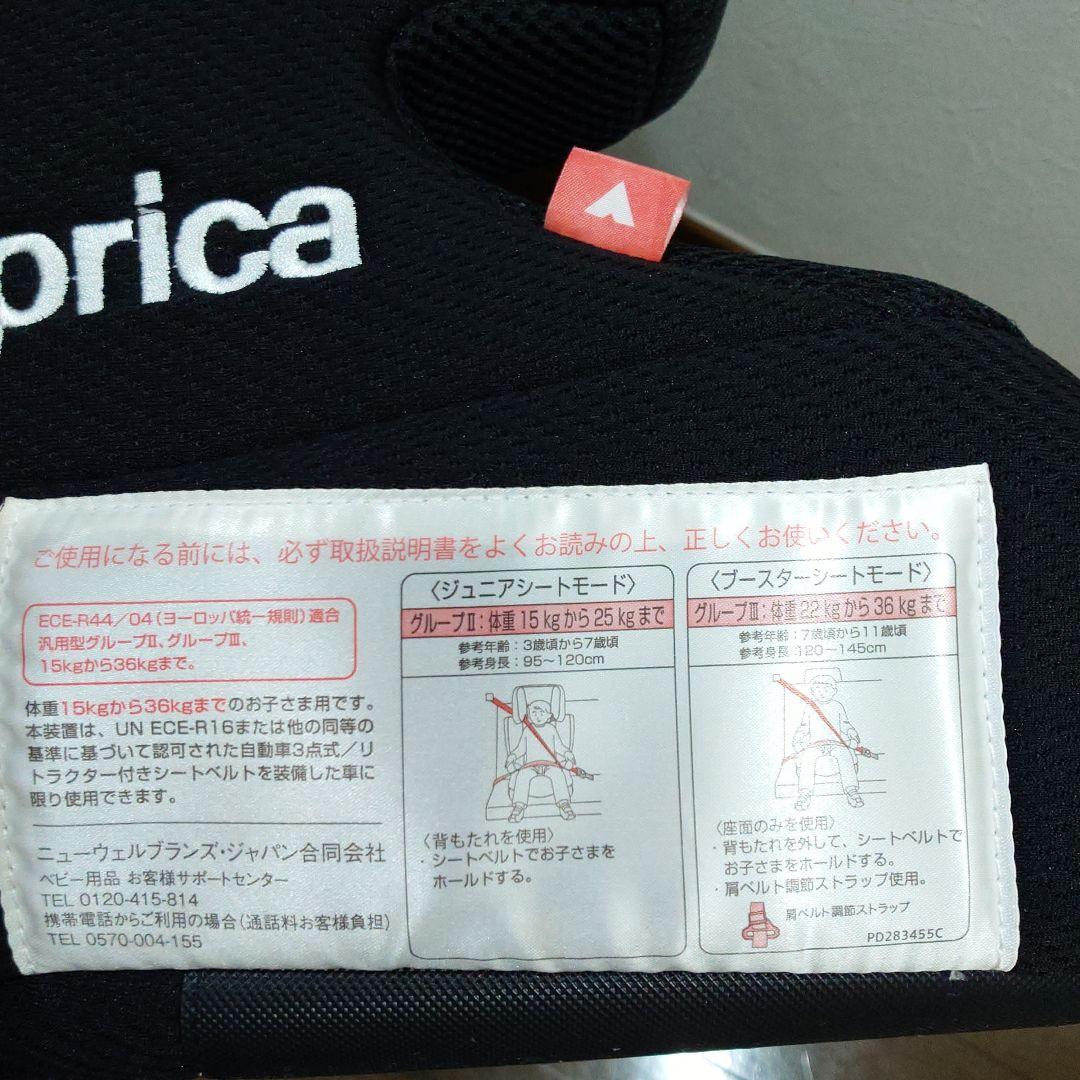 prica
ご使用になる前には、必ず取扱説明書をよくお読みの上、正しくお使いください。
ECE-R44／04（ヨーロッパ統一規則）適合
汎用型グループⅡ、グループⅢ、
15kgから36kgまで。
体重15kgから36kgまでのお子さま用です。
本装置は、UN ECE-R16または他の同等の
基準に基づいて認可された自動車3点式／リ
トラクター付きシートベルトを装備した車に
限り使用できます。
ニューウェルブランズ・ジャパン合同会社
ベビー用品 お客様サポートセンター
TEL 0120-415-814
携帯電話からご利用の場合（通話料お客様負担）
TEL 0570-004-155
〈ジュニアシートモード〉
グループⅡ：体重15kgから25kgまで
参考年齢：3歳頃から7歳頃
参考身長：95～120cm
〈背もたれを使用〉
・シートベルトでお子さまを
ホールドする。
〈ブースターシートモード〉
グループⅢ：体重22kgから36kgまで
参考年齢：7歳頃から11歳頃
参考身長：120～145cm
〈座面のみを使用〉
・背もたれを外して、シートベルトで
お子さまをホールドする。
・肩ベルト調節ストラップ使用。
肩ベルト調節ストラップ
PD283455C